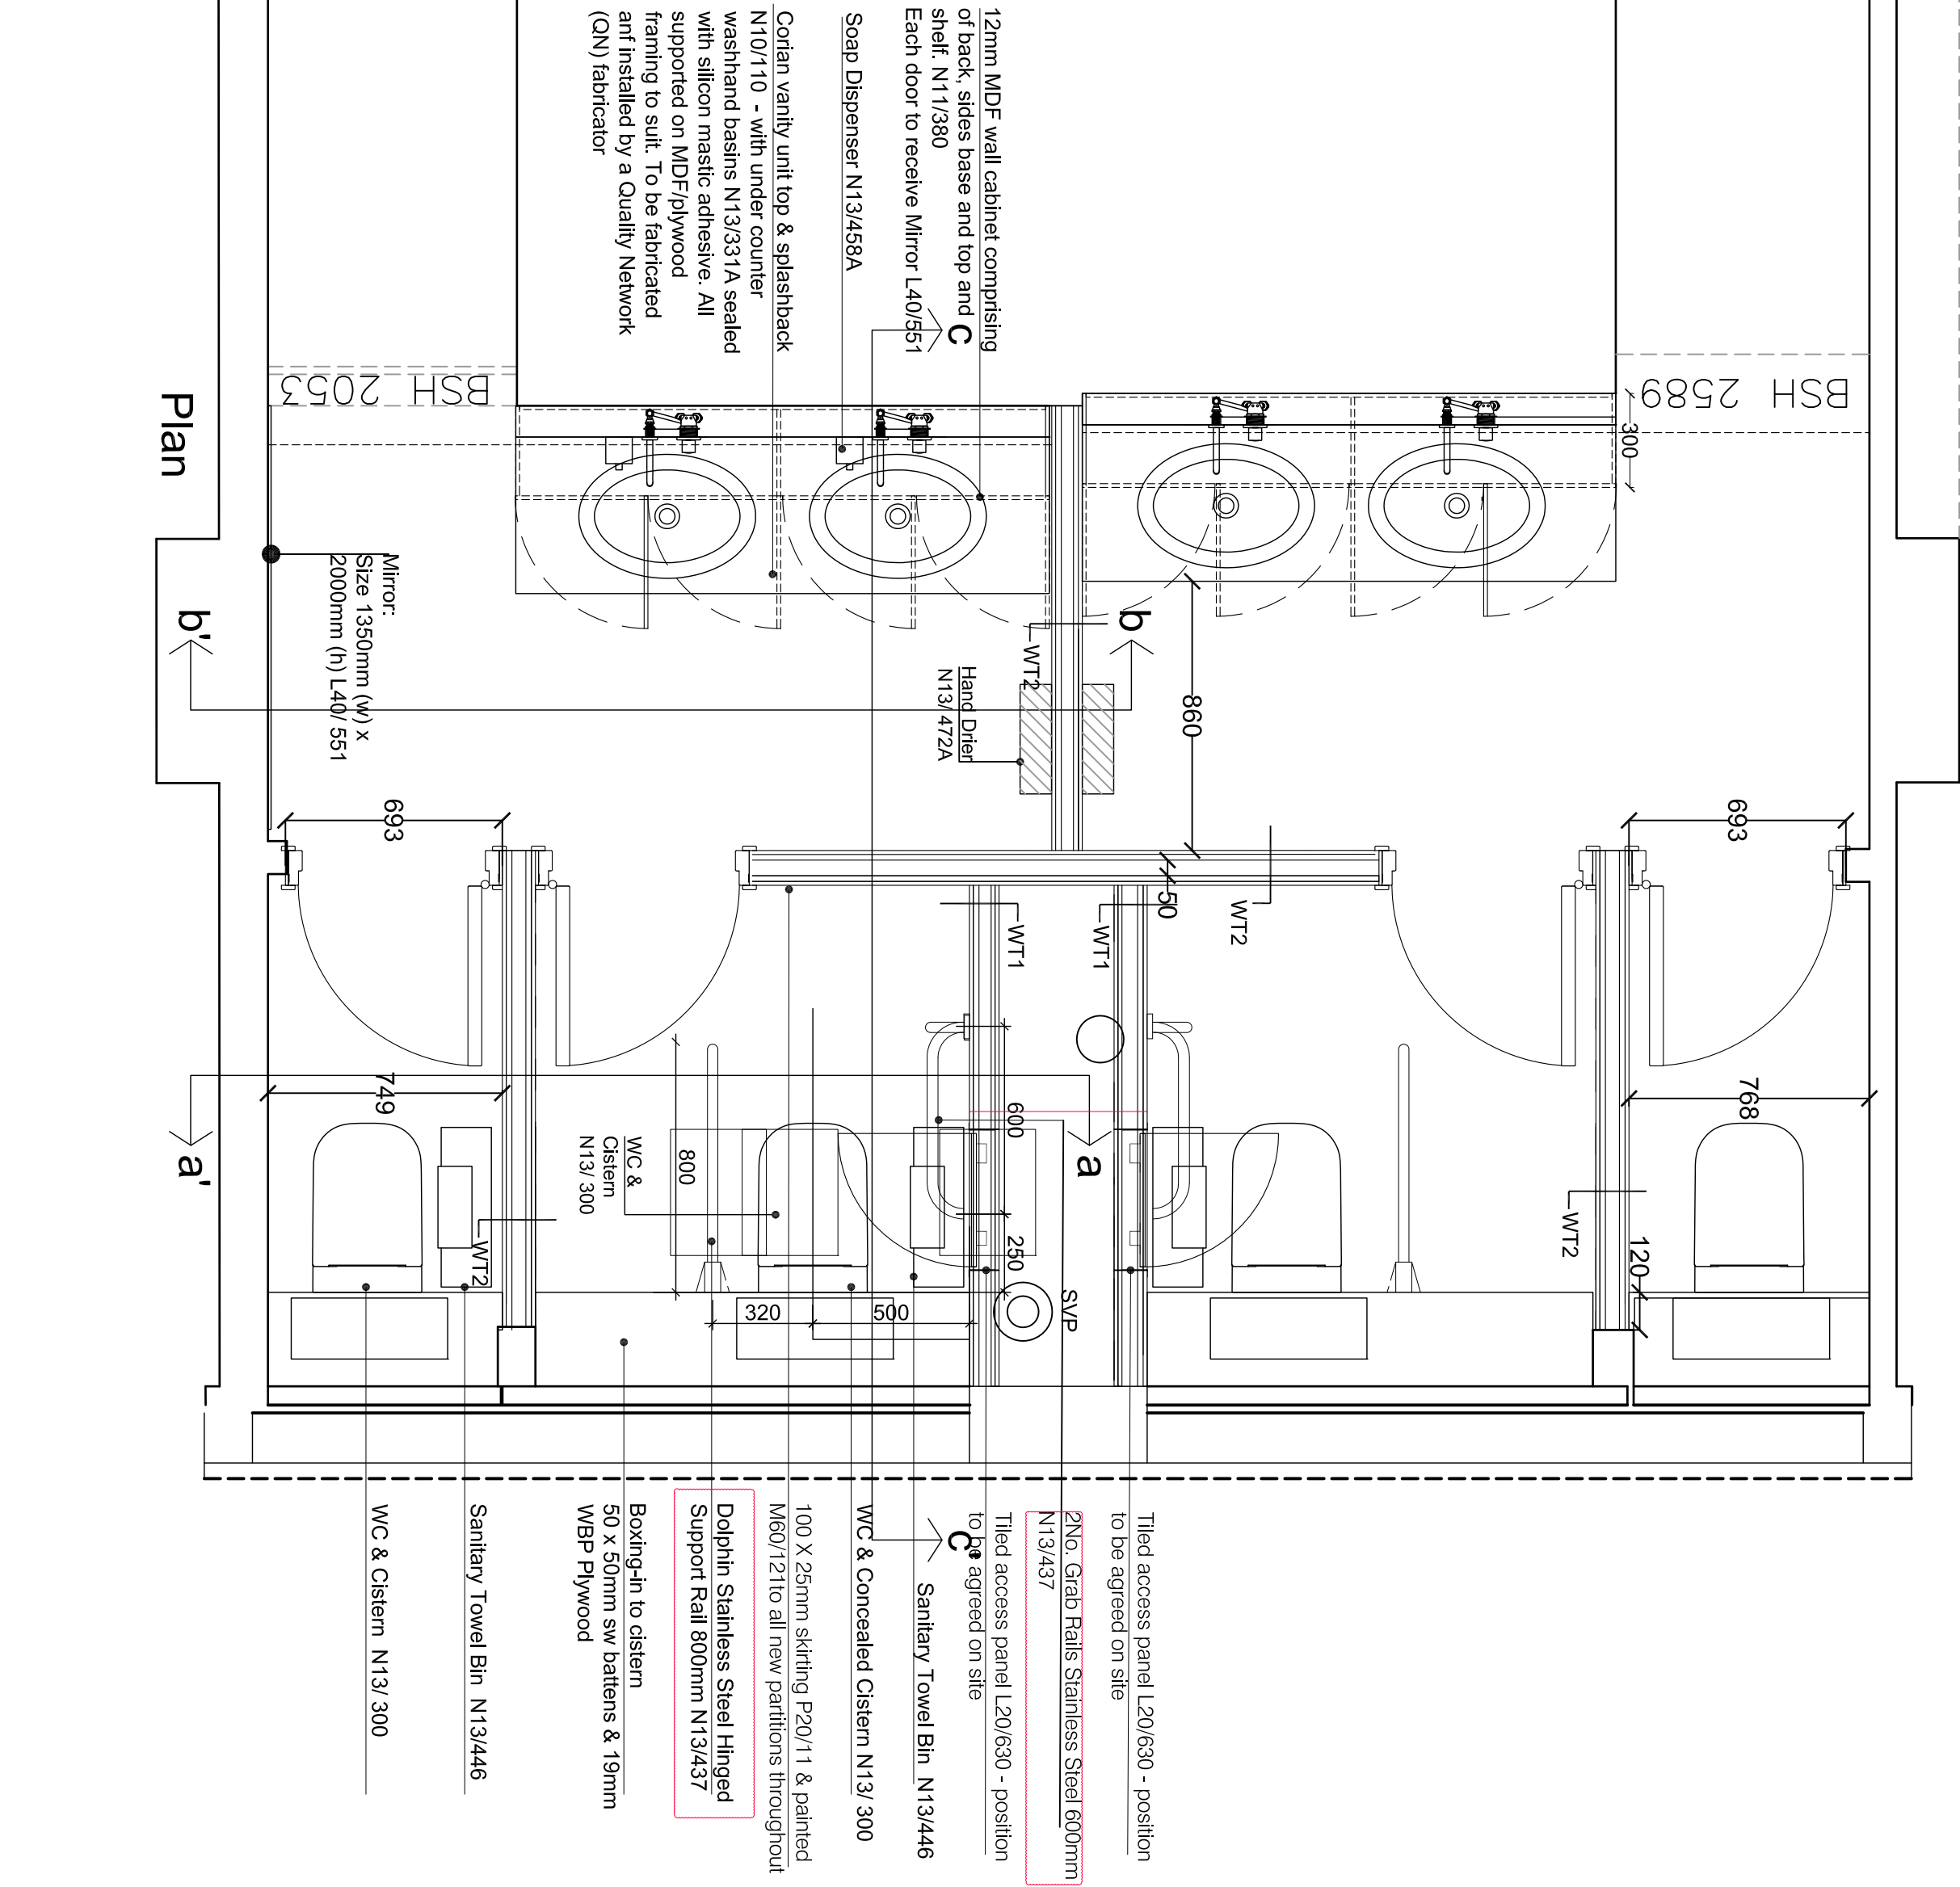 12mm MDF wall cabinet comprising
of back, sides base and top and
shelf. N11/380
Each door to receive Mirror L40/551
Soap Dispenser N13/458A
Corian vanity unit top & splashback
N10/110 - with under counter
washhand basins N13/331A sealed
with silicon mastic adhesive. All
supported on MDF/plywood
framing to suit. To be fabricated
anf installed by a Quality Network
(QN) fabricator
c
BSH 2589
300
BSH 2053
Plan
Mirror:
Size 1350mm (w) x
2000mm (h) L40/ 551
b
b'
WT2
Hand Drier
N13/ 472A
860
693
693
50
WT2
WT1
WT1
749
768
a
a'
600
800
WC &
Cistern
N13/ 300
250
WT2
WT2
120
SVP
320
500
Tiled access panel L20/630 - position
to be agreed on site
2No. Grab Rails Stainless Steel 600mm
N13/437
Tiled access panel L20/630 - position
to be agreed on site
c'
Sanitary Towel Bin N13/446
WC & Concealed Cistern N13/ 300
100 X 25mm skirting P20/11 & painted
M60/121to all new partitions throughout
Dolphin Stainless Steel Hinged
Support Rail 800mm N13/437
Boxing-in to cistern
50 x 50mm sw battens & 19mm
WBP Plywood
Sanitary Towel Bin N13/446
WC & Cistern N13/ 300